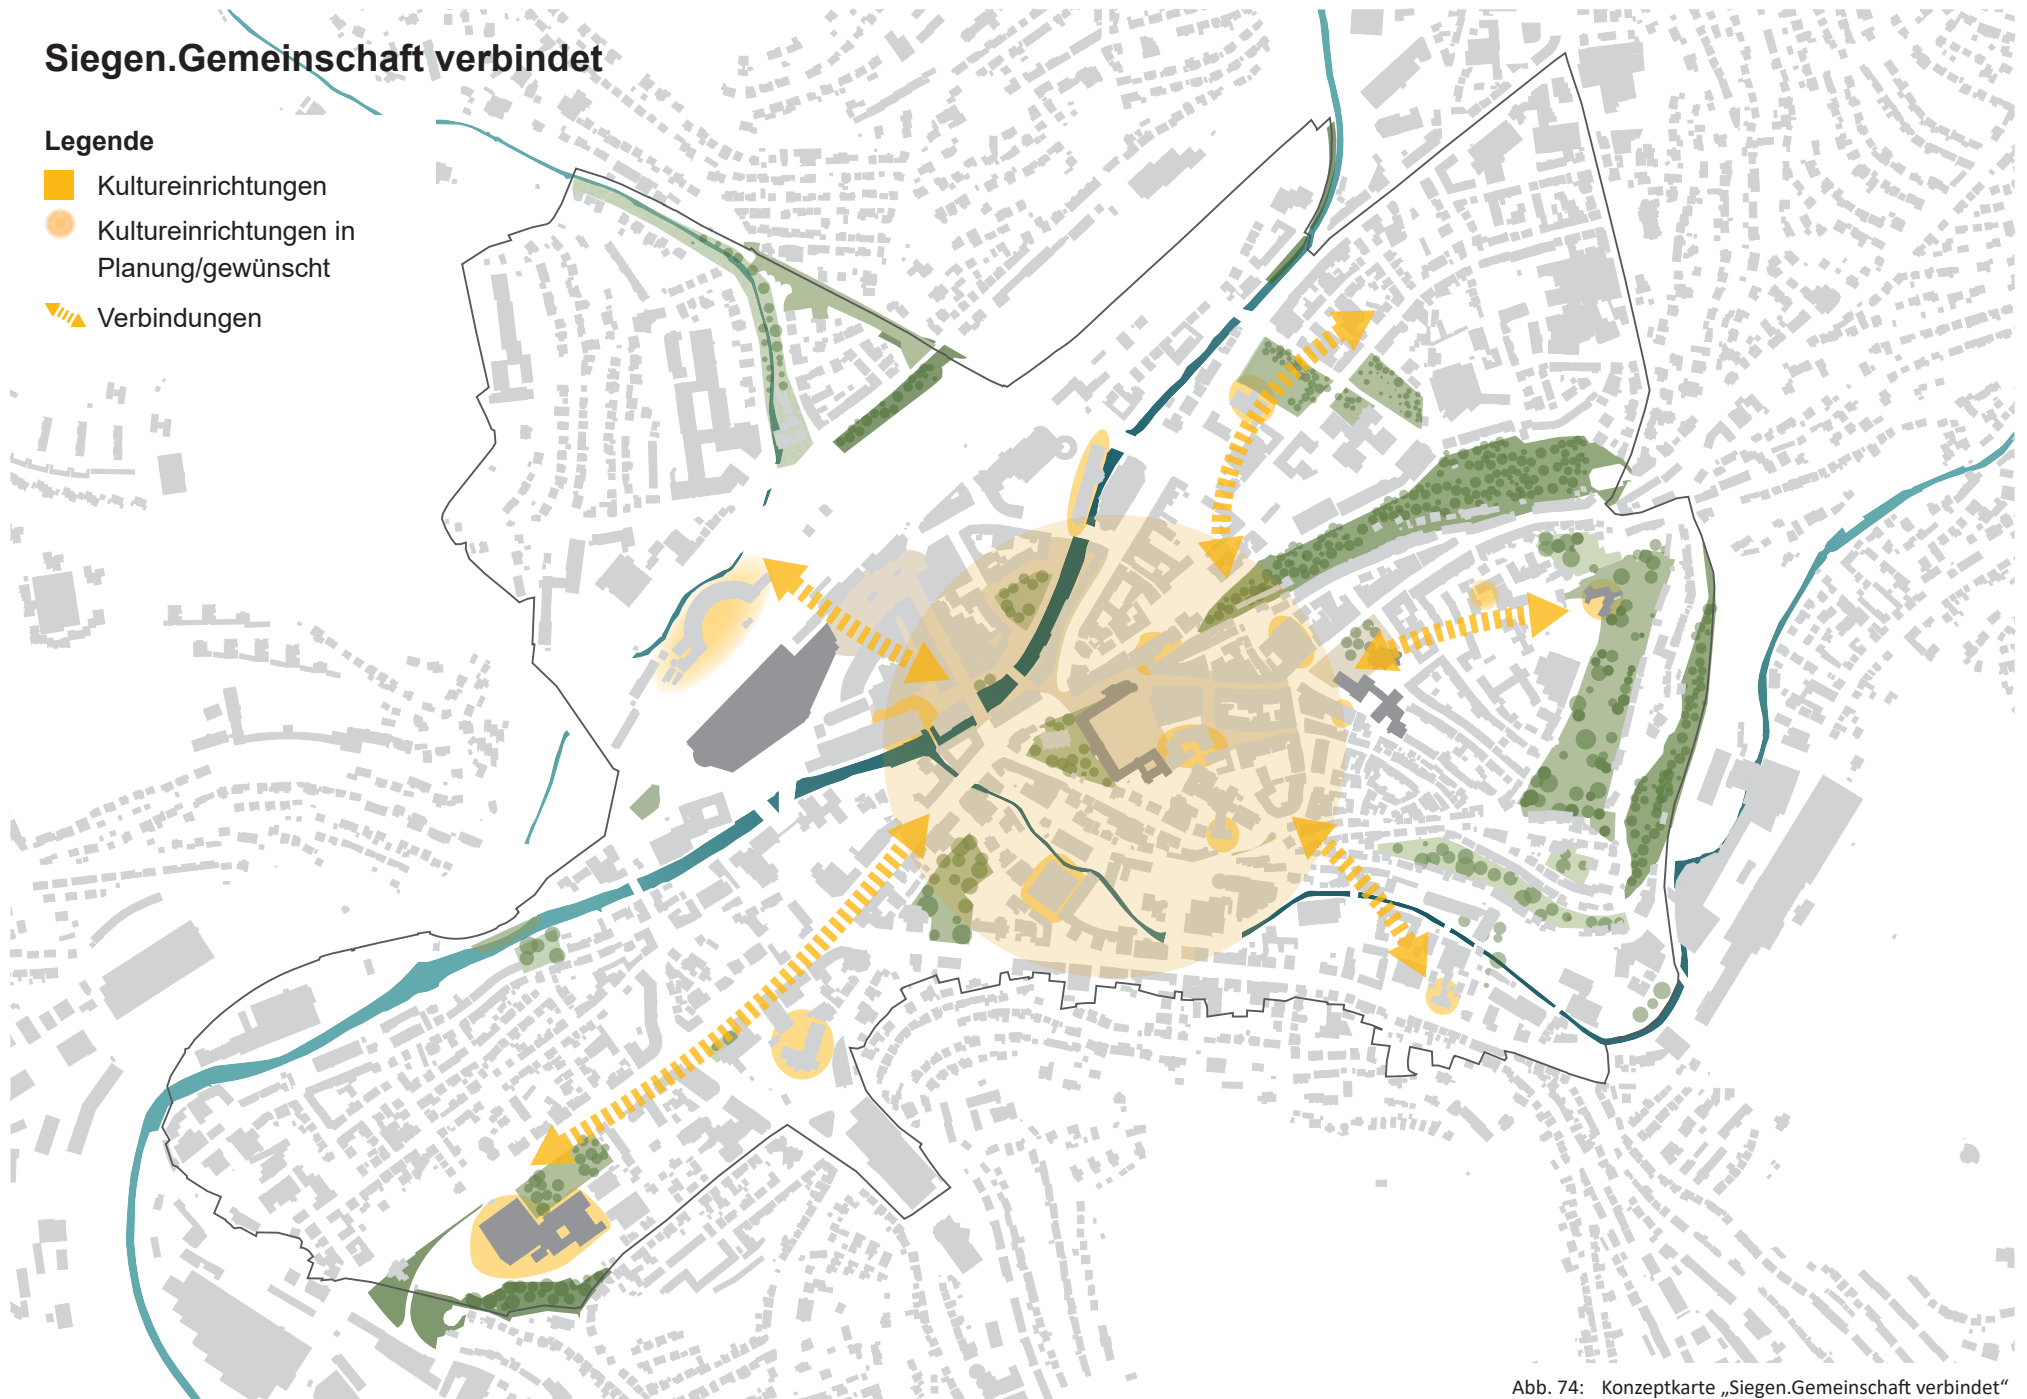 Siegen.Gemeinschaft verbindet
Legende
Kultureinrichtungen
Kultureinrichtungen in
Planung/gewünscht
Verbindungen
Abb. 74: Konzeptkarte „Siegen.Gemeinschaft verbindet“